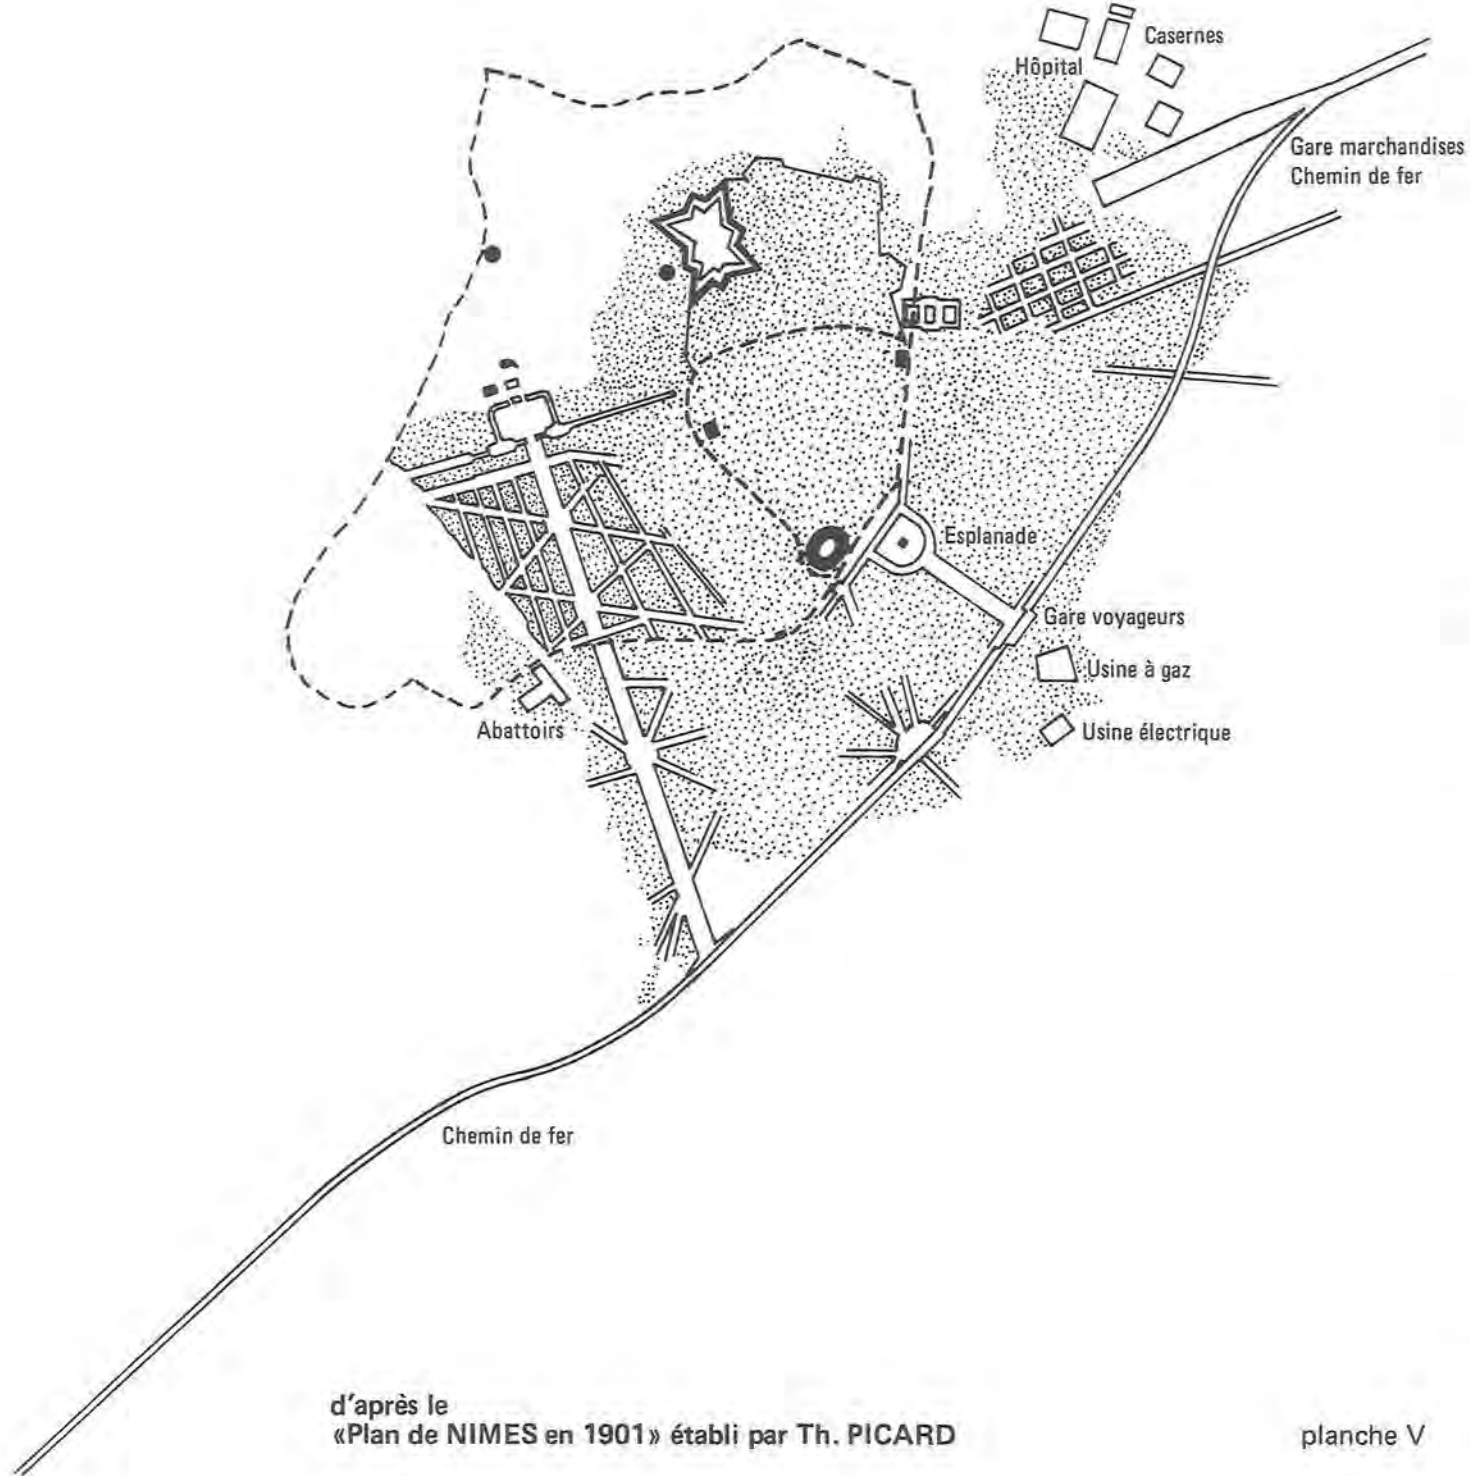 Casernes
Hôpital
Gare marchandises
Chemin de fer
Esplanade
Gare voyageurs
Usine à gaz
Abattoirs
Usine électrique
Chemin de fer
d'après le
«Plan de NIMES en 1901» établi par Th. PICARD
planche V